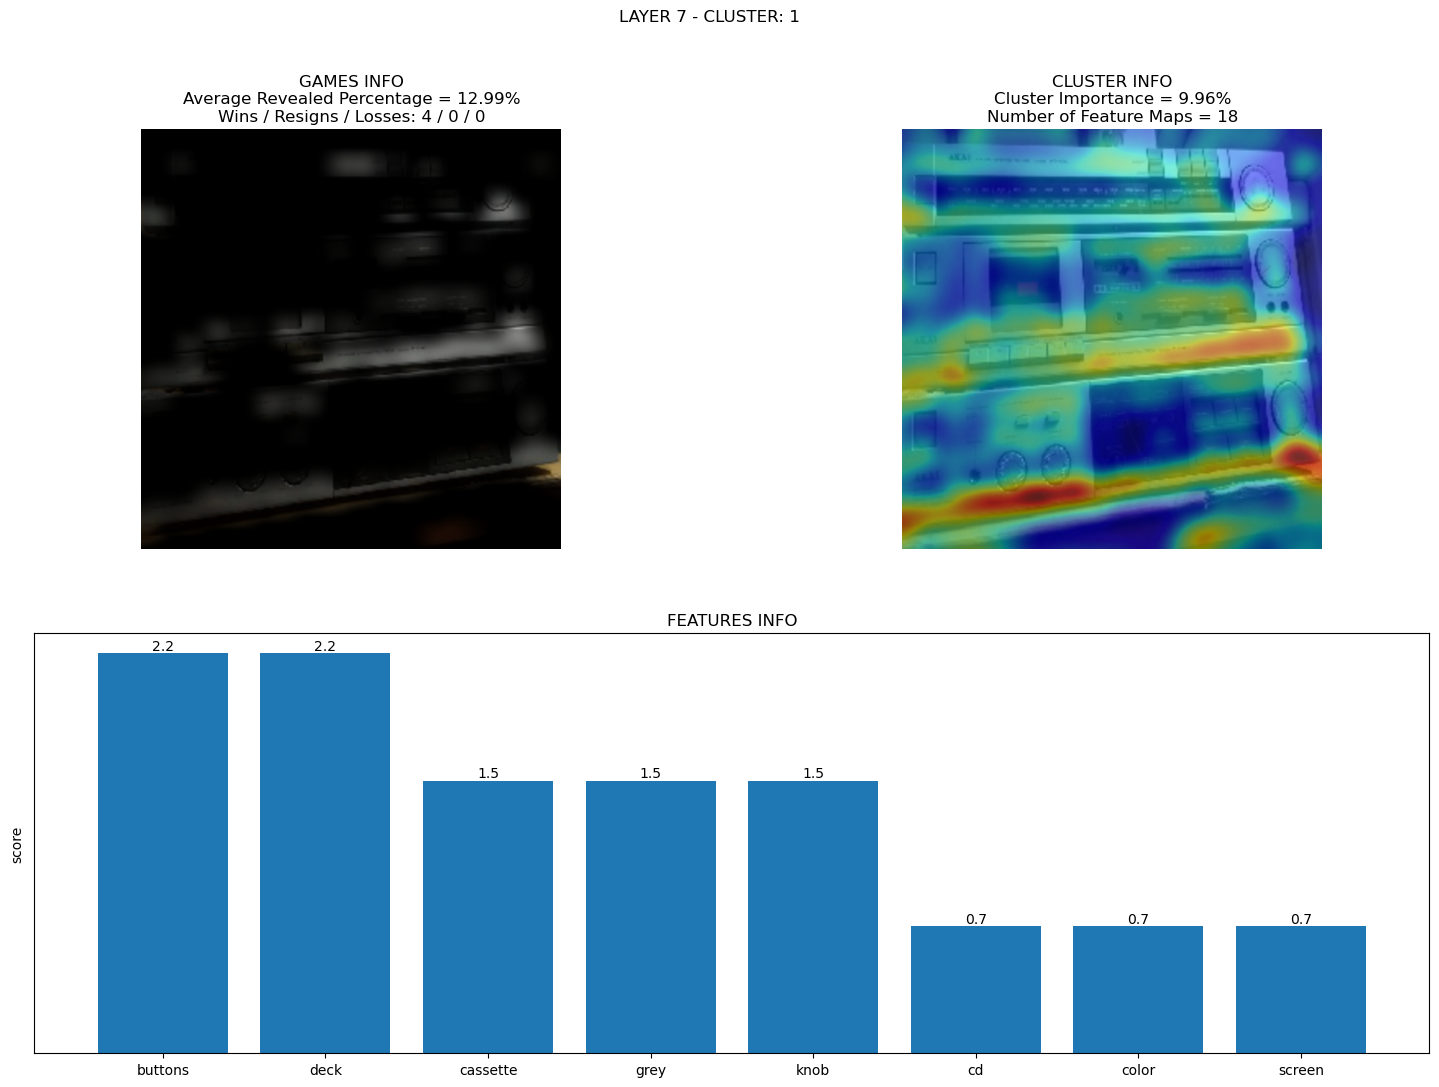 LAYER 7 - CLUSTER: 1
GAMES INFO
Average Revealed Percentage = 12.99%
Wins / Resigns / Losses: 4 / 0 / 0
CLUSTER INFO
Cluster Importance = 9.96%
Number of Feature Maps = 18
AKAI
FEATURES INFO
score
2.2
2.2
1.5
1.5
1.5
0.7
0.7
0.7
buttons
deck
cassette
grey
knob
cd
color
screen